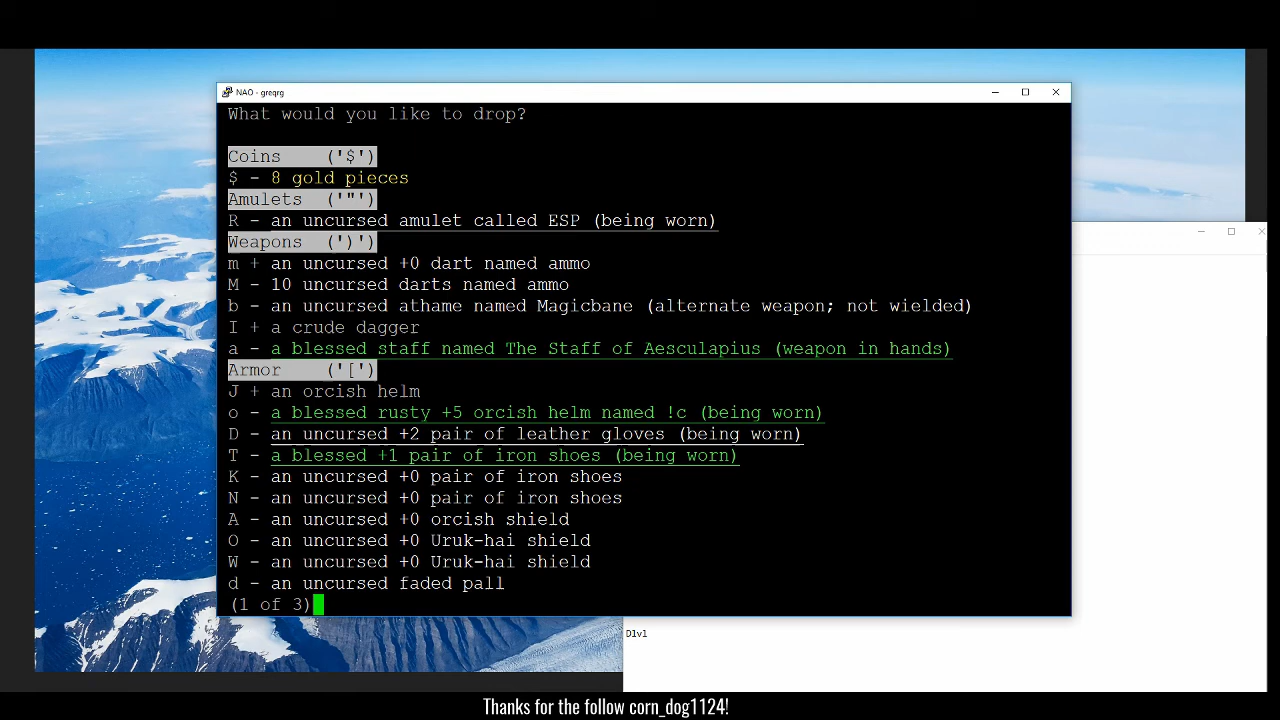 NAO - greqrg
What would you like to drop?
Coins ('$')
$ - 8 gold pieces
Amulets ('"')
R - an uncursed amulet called ESP (being worn)
Weapons (')')
m + an uncursed +0 dart named ammo
M - 10 uncursed darts named ammo
b - an uncursed athame named Magicbane (alternate weapon; not wielded)
I + a crude dagger
a - a blessed staff named The Staff of Aesculapius (weapon in hands)
Armor ('[')
J + an orcish helm
o - a blessed rusty +5 orcish helm named !c (being worn)
D - an uncursed +2 pair of leather gloves (being worn)
T - a blessed +1 pair of iron shoes (being worn)
K - an uncursed +0 pair of iron shoes
N - an uncursed +0 pair of iron shoes
A - an uncursed +0 orcish shield
O - an uncursed +0 Uruk-hai shield
W - an uncursed +0 Uruk-hai shield
d - an uncursed faded pall
(1 of 3)
Dlvl
Thanks for the follow corn_dog1124!